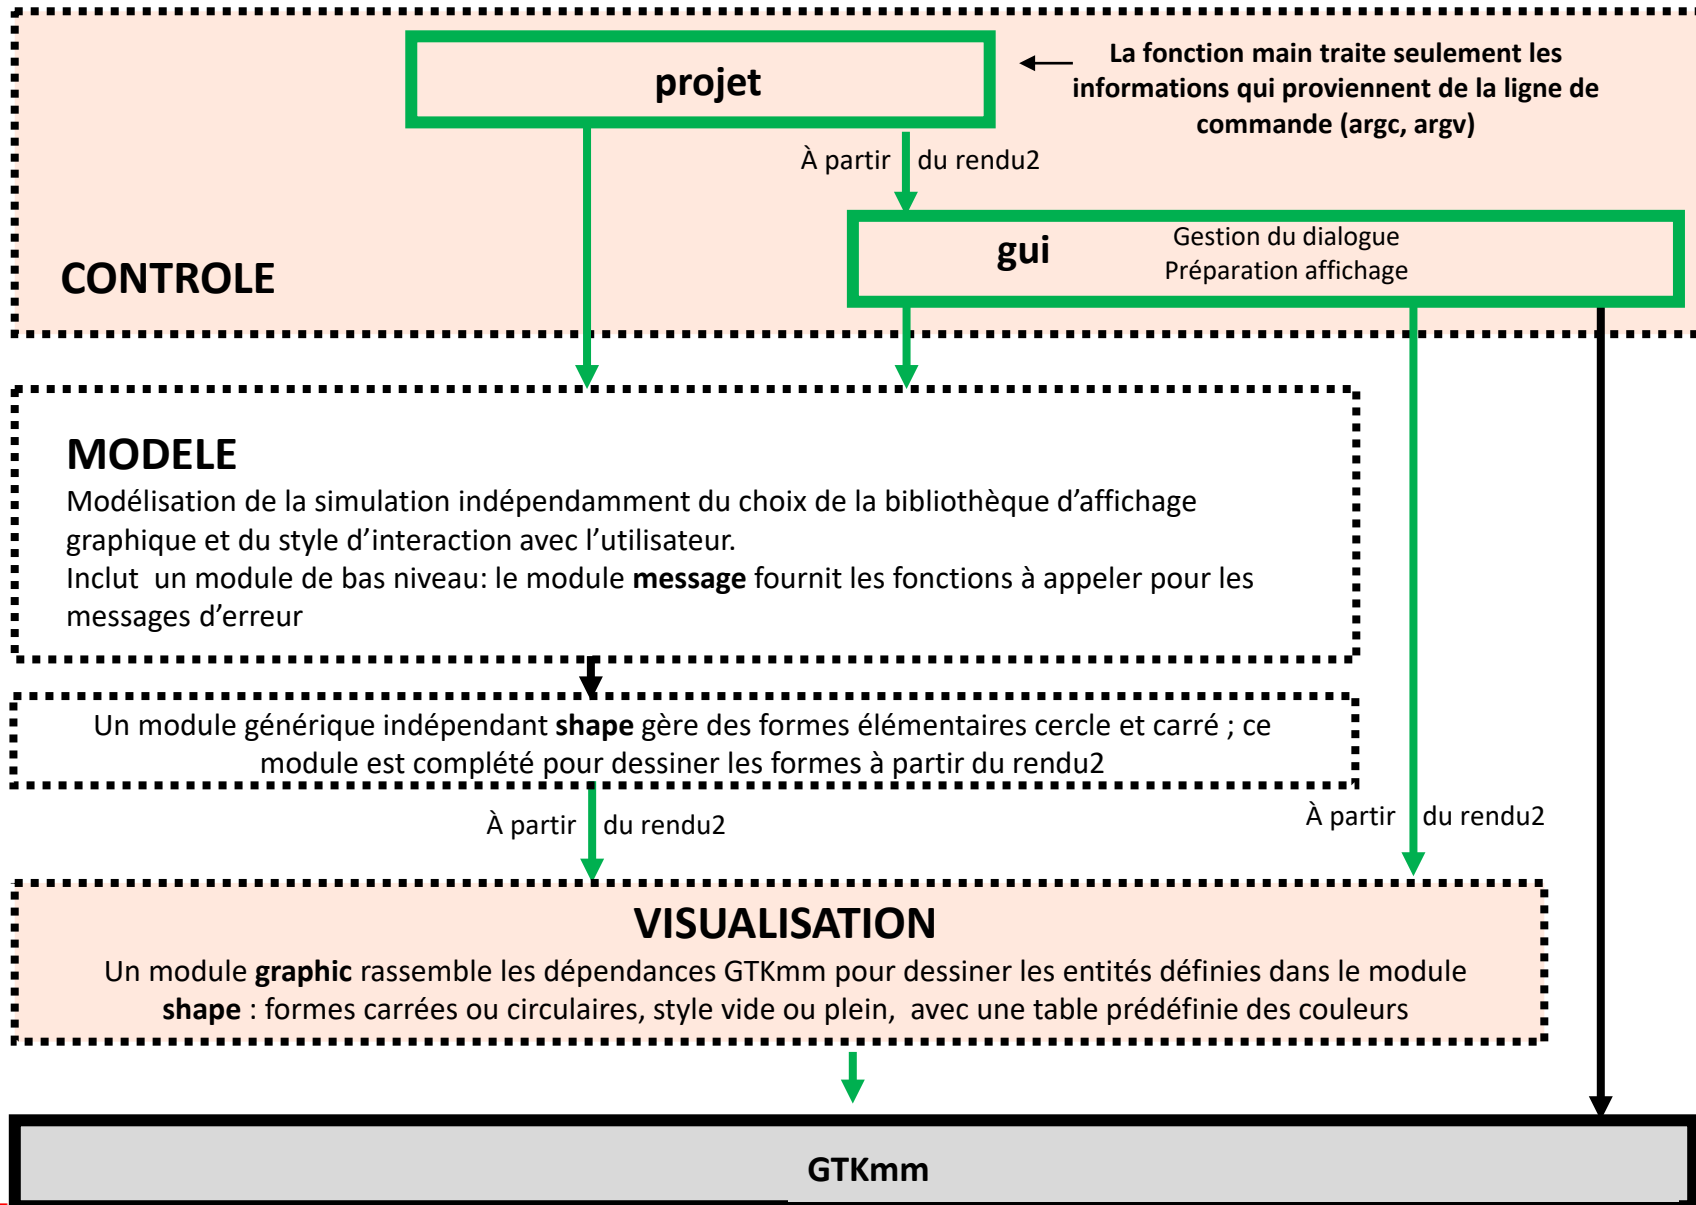 projet
La fonction main traite seulement les
informations qui proviennent de la ligne de
commande (argc, argv)
À partir du rendu2
gui
Gestion du dialogue
Préparation affichage
CONTROLE
MODELE
Modélisation de la simulation indépendamment du choix de la bibliothèque d’affichage
graphique et du style d’interaction avec l’utilisateur.
Inclut un module de bas niveau: le module message fournit les fonctions à appeler pour les
messages d’erreur
Un module générique indépendant shape gère des formes élémentaires cercle et carré ; ce
module est complété pour dessiner les formes à partir du rendu2
À partir du rendu2
À partir du rendu2
VISUALISATION
Un module graphic rassemble les dépendances GTKmm pour dessiner les entités définies dans le module
shape : formes carrées ou circulaires, style vide ou plein, avec une table prédéfinie des couleurs
GTKmm